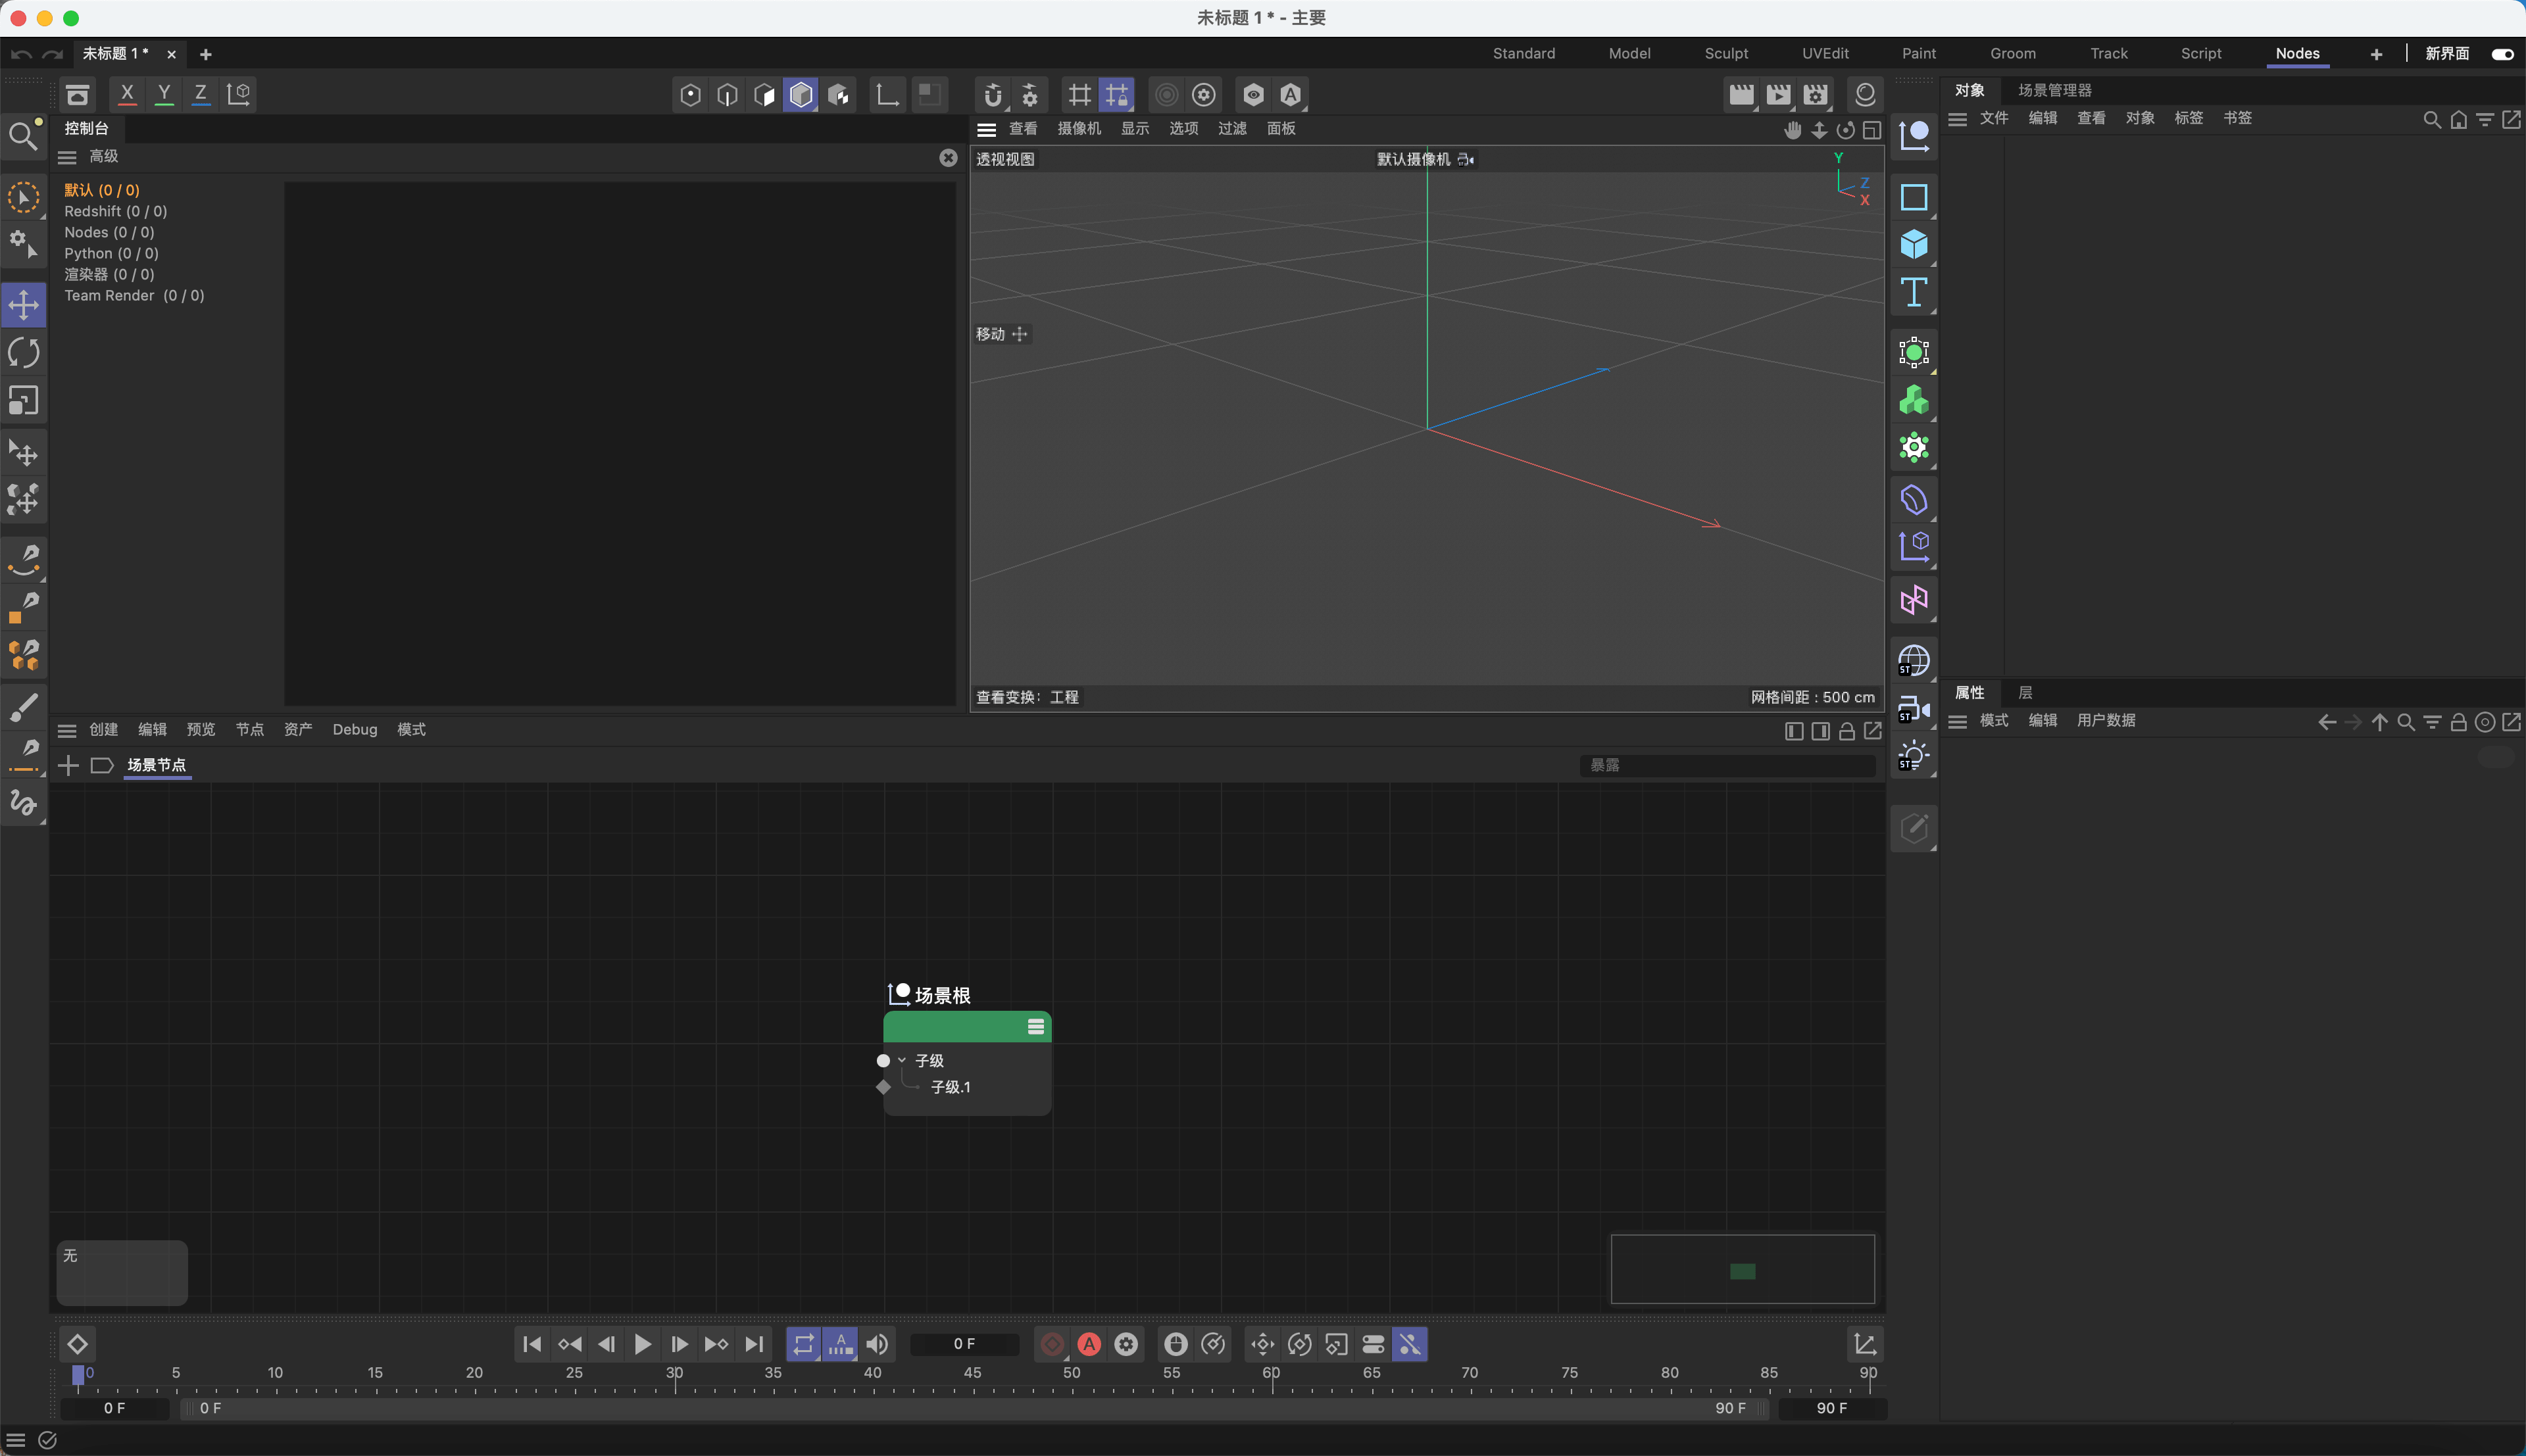 未标题 1 * - 主要
未标题 1 *
Standard
Model
Sculpt
UVEdit
Paint
Groom
Track
Script
Nodes
新界面
X
Y
Z
控制台
高级
默认 (0 / 0)
Redshift (0 / 0)
Nodes (0 / 0)
Python (0 / 0)
渲染器 (0 / 0)
Team Render (0 / 0)
查看 摄像机 显示 选项 过滤 面板
透视视图
默认摄像机
Y
Z
X
移动
查看变换: 工程
网格间距 : 500 cm
对象
场景管理器
文件 编辑 查看 对象 标签 书签
ST
ST
ST
属性
层
模式 编辑 用户数据
创建 编辑 预览 节点 资产 Debug 模式
场景节点
暴露
场景根
子级
子级.1
无
A
0 F
A
0 5 10 15 20 25 30 35 40 45 50 55 60 65 70 75 80 85 90
0 F
0 F
90 F
90 F